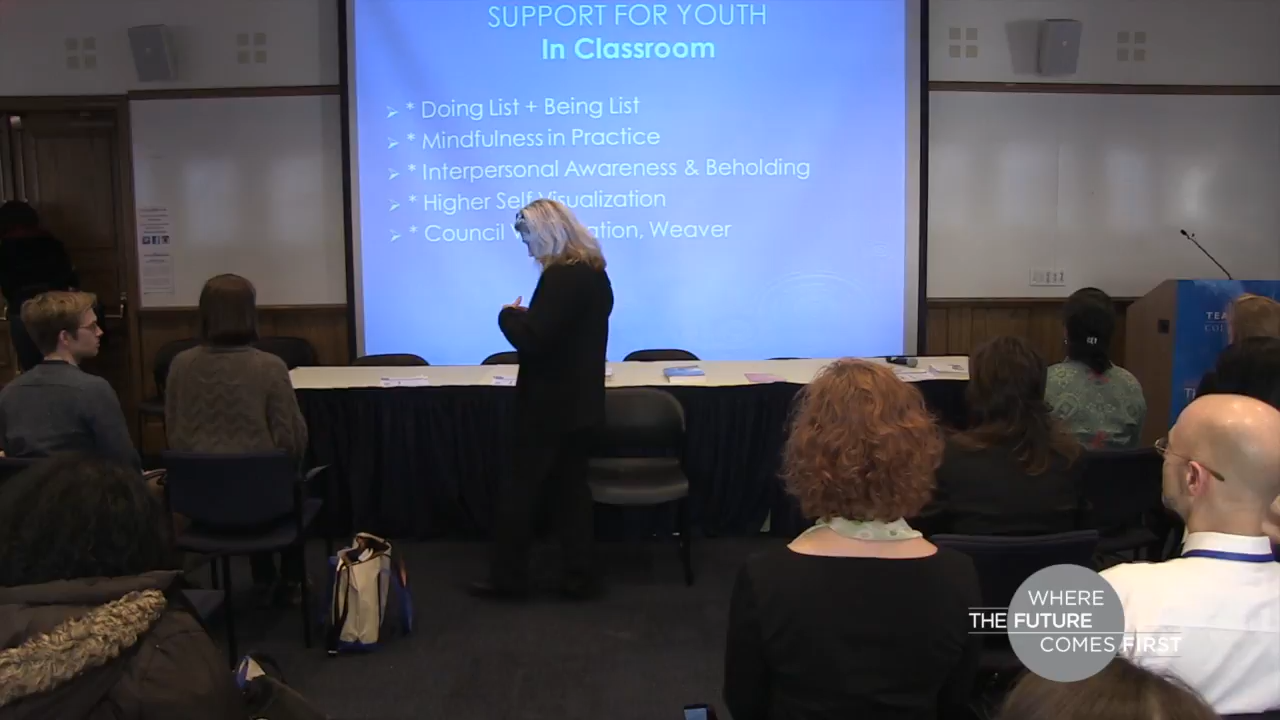 SUPPORT FOR YOUTH
In Classroom
* Doing List + Being List
* Mindfulness in Practice
* Interpersonal Awareness & Beholding
* Higher Self Visualization
* Council
Weaver
WHERE
THE FUTURE
COMES FIRST